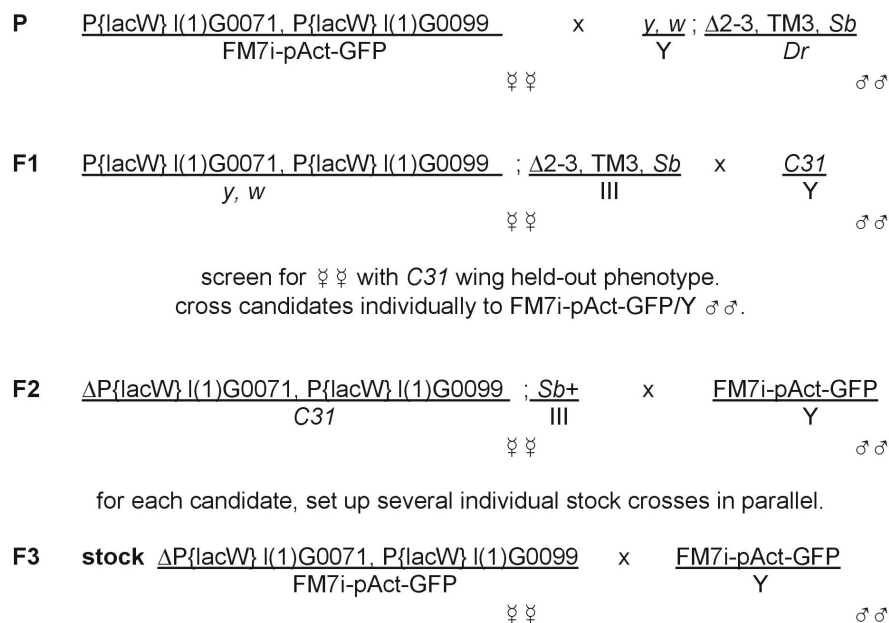 P P{lacW} l(1)G0071, P{lacW} l(1)G0099 x y, w ; Δ2-3, TM3, Sb
FM7i-pAct-GFP Y Dr
☿ ☿ ♂♂
F1 P{lacW} l(1)G0071, P{lacW} l(1)G0099 ; Δ2-3, TM3, Sb x C31
y, w III Y
☿ ☿ ♂♂
screen for ☿ ☿ with C31 wing held-out phenotype.
cross candidates individually to FM7i-pAct-GFP/Y ♂♂.
F2 ΔP{lacW} l(1)G0071, P{lacW} l(1)G0099 ; Sb+ x FM7i-pAct-GFP
C31 III Y
☿ ☿ ♂♂
for each candidate, set up several individual stock crosses in parallel.
F3 stock ΔP{lacW} l(1)G0071, P{lacW} l(1)G0099 x FM7i-pAct-GFP
FM7i-pAct-GFP Y
☿ ☿ ♂♂